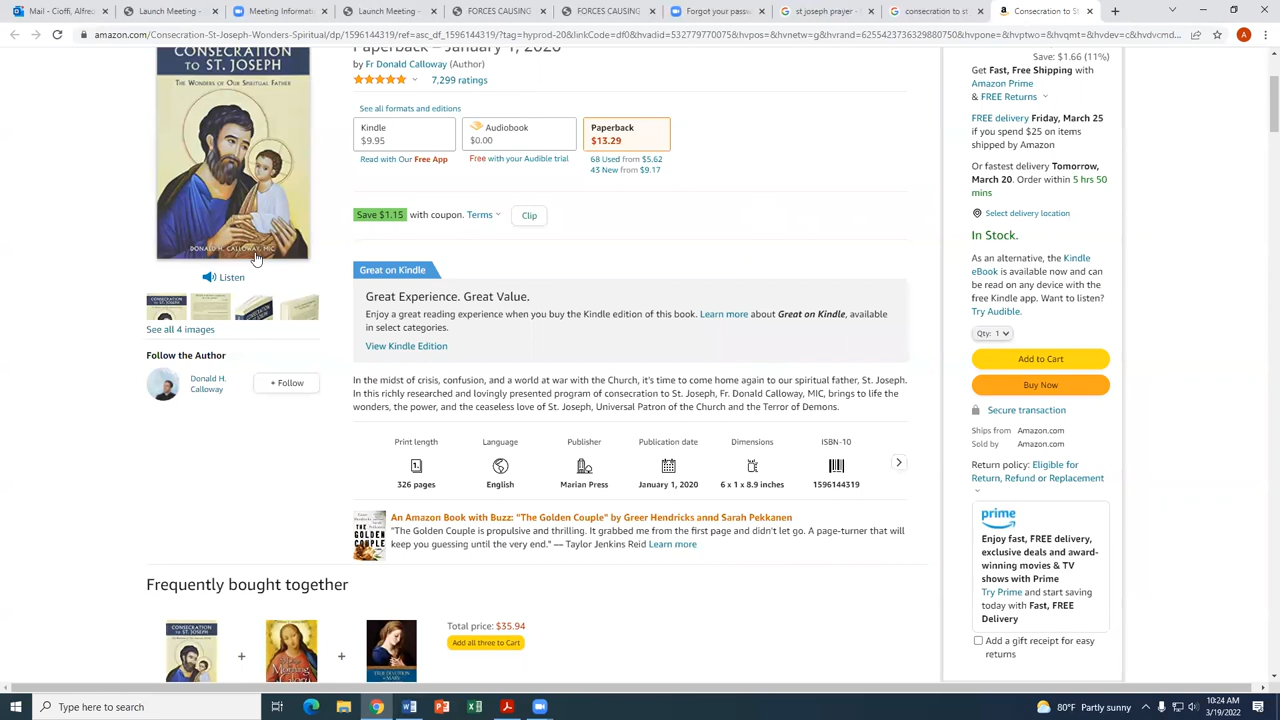 Mail - Cioffi, Alfred - Outl
Launch Meeting - Zoom
FORCES CAUSING
FORCES CAUSING
Launch Meeting - Zoom
Forgot your passw
st joseph prayer -
Consecration to S
Consecration to St
amazon.com/Consecration-St-Joseph-Wonders-Spiritual/dp/1596144319/ref=asc_df_1596144319/?tag=hyprod-20&linkCode=df0&hvadid=532779770075&hvpos=&hvnetw=g&hvrand=6255423736329880750&hvpone=&hvptwo=&hvqmt=&hvdev=c&hvdvcmd...
A
CONSECRATION
TO ST. JOSEPH
THE WONDERS OF OUR SPIRITUAL FATHER
DONALD H. CALLOWAY, MIC
Listen
See all 4 images
Follow the Author
Donald H.
Calloway
+ Follow
Paperback – January 1, 2020
by Fr Donald Calloway (Author)
7,299 ratings
See all formats and editions
Kindle
$9.95
Audiobook
$0.00
Paperback
$13.29
Read with Our Free App
Free with your Audible trial
68 Used from $5.62
43 New from $9.17
Save $1.15 with coupon. Terms
Clip
Great on Kindle
Great Experience. Great Value.
Enjoy a great reading experience when you buy the Kindle edition of this book. Learn more about Great on Kindle, available
in select categories.
View Kindle Edition
In the midst of crisis, confusion, and a world at war with the Church, it's time to come home again to our spiritual father, St. Joseph.
In this richly researched and lovingly presented program of consecration to St. Joseph, Fr. Donald Calloway, MIC, brings to life the
wonders, the power, and the ceaseless love of St. Joseph, Universal Patron of the Church and the Terror of Demons.
Print length
Language
Publisher
Publication date
Dimensions
ISBN-10
326 pages
English
Marian Press
January 1, 2020
6 x 1 x 8.9 inches
1596144319
THE
GOLDEN
COUPLE
An Amazon Book with Buzz: "The Golden Couple" by Greer Hendricks annd Sarah Pekkanen
"The Golden Couple is propulsive and thrilling. It grabbed me from the first page and didn't let go. A page-turner that will
keep you guessing until the very end." — Taylor Jenkins Reid Learn more
Frequently bought together
CONSECRATION
TO ST. JOSEPH
+
Morning
+
TRUE DEVOTION
Total price: $35.94
Add all three to Cart
Save: $1.66 (11%)
Get Fast, Free Shipping with
Amazon Prime
& FREE Returns
FREE delivery Friday, March 25
if you spend $25 on items
shipped by Amazon
Or fastest delivery Tomorrow,
March 20. Order within 5 hrs 50
mins
Select delivery location
In Stock.
As an alternative, the Kindle
eBook is available now and can
be read on any device with the
free Kindle app. Want to listen?
Try Audible.
Qty: 1
Add to Cart
Buy Now
Secure transaction
Ships from Amazon.com
Sold by Amazon.com
Return policy: Eligible for
Return, Refund or Replacement
prime
Enjoy fast, FREE delivery,
exclusive deals and award-
winning movies & TV
shows with Prime
Try Prime and start saving
today with Fast, FREE
Delivery
Add a gift receipt for easy
returns
Type here to search
80°F Partly sunny
10:24 AM
3/19/2022